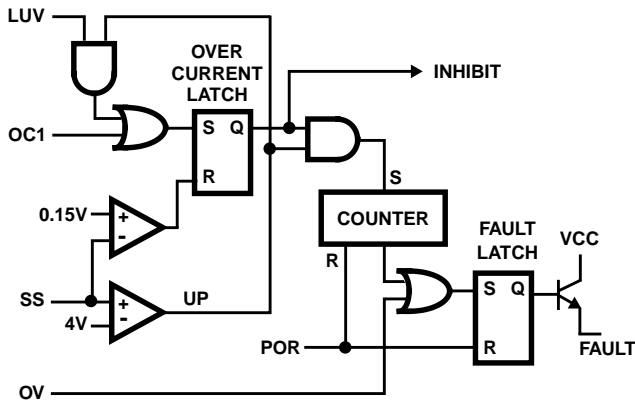 LUV
OVER
CURRENT
LATCH
INHIBIT
OC1
S Q
R
0.15V
+
-
S
COUNTER
R
FAULT
LATCH
VCC
SS
+
-
4V
UP
S Q
R
POR
FAULT
OV